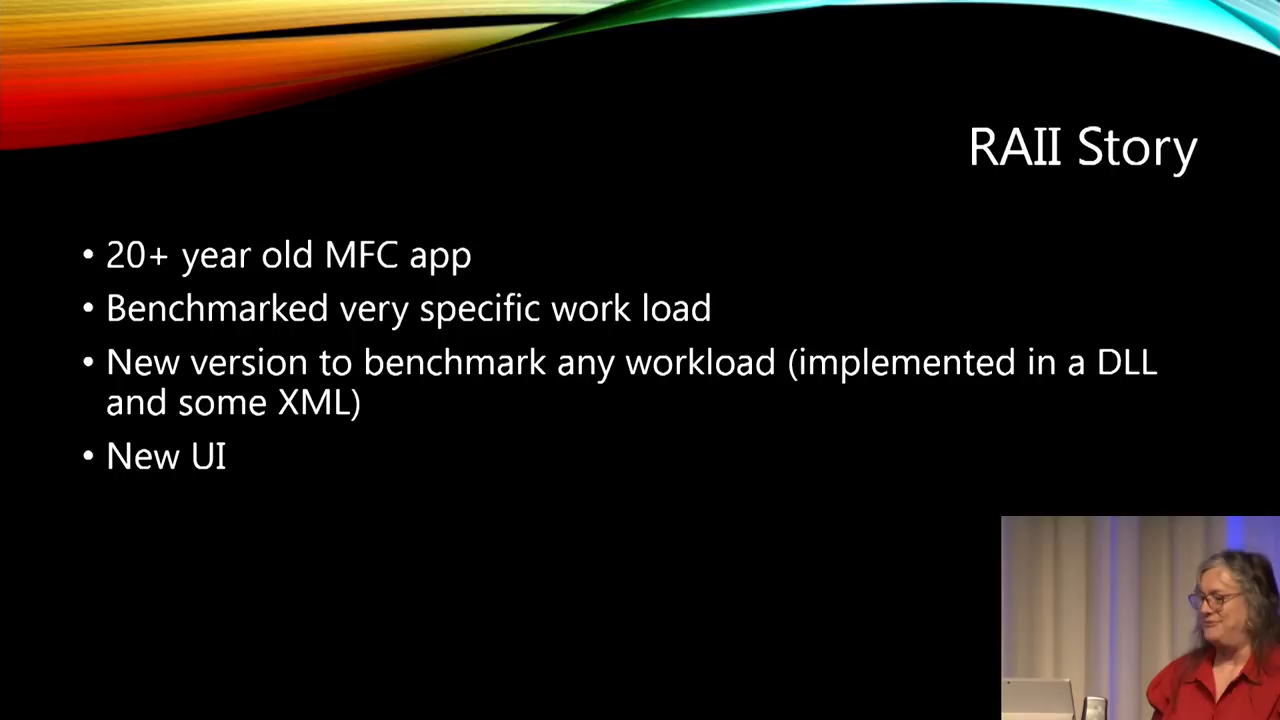 RAII Story
• 20+ year old MFC app
• Benchmarked very specific work load
• New version to benchmark any workload (implemented in a DLL
and some XML)
• New UI